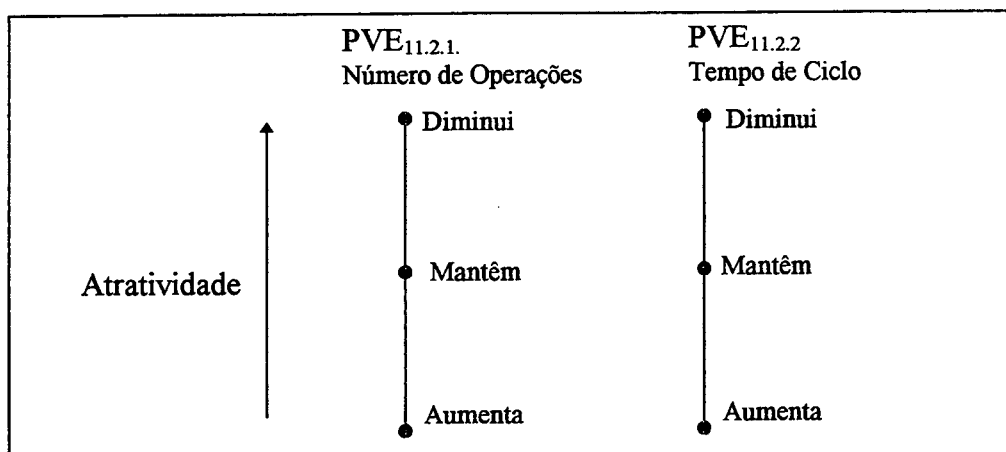 PVE11.2.1. PVE11.2.2
Número de Operações Tempo de Ciclo
Diminui Diminui
Atratividade Mantêm Mantêm
Aumenta Aumenta